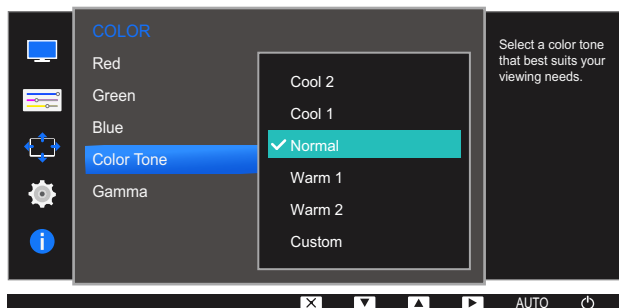 COLOR
Red
Green
Blue
Color Tone
Gamma
Cool 2
Cool 1
Normal
Warm 1
Warm 2
Custom
Select a color tone
that best suits your
viewing needs.
AUTO